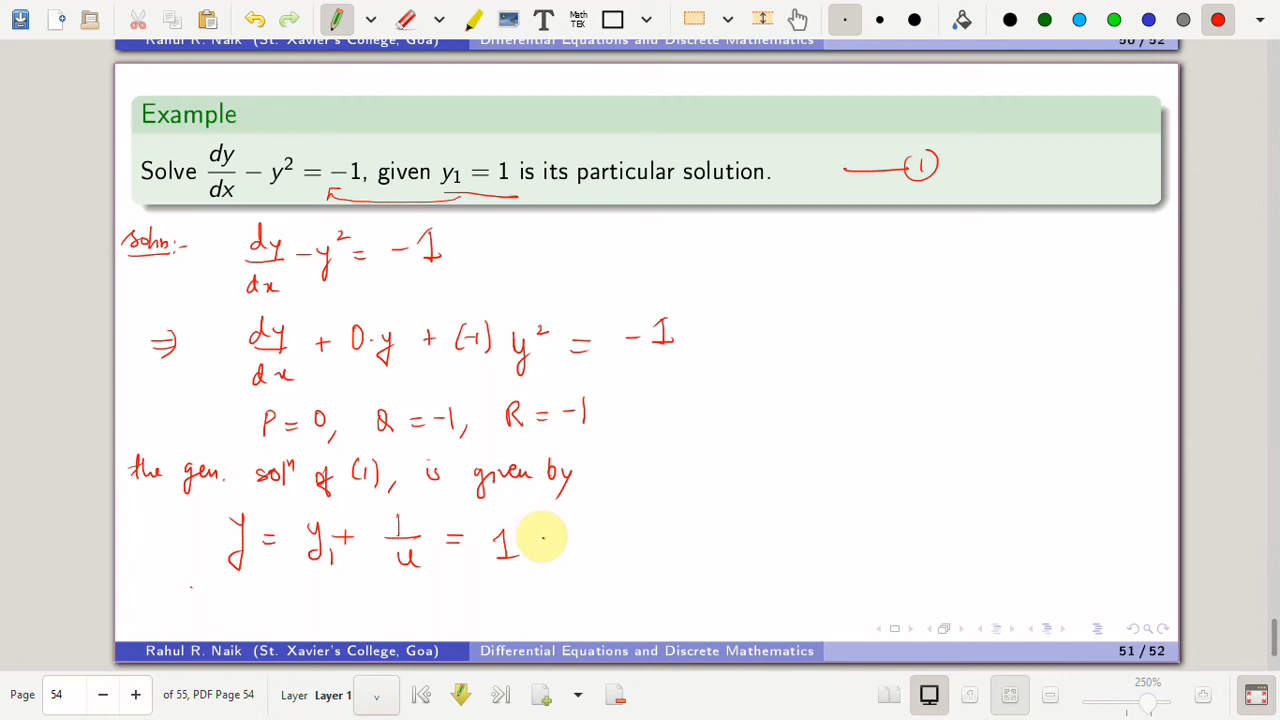 Rahul R. Naik (St. Xavier's College, Goa) Differential Equations and Discrete Mathematics 50 / 52
Example
Solve dy/dx − y² = −1, given y₁ = 1 is its particular solution. ①
Soln:- dy/dx − y² = −1
⇒ dy/dx + 0·y + (−1) y² = −1
P = 0, Q = −1, R = −1
the gen. solⁿ of (1), is given by
y = y₁ + 1/u = 1
Rahul R. Naik (St. Xavier's College, Goa) Differential Equations and Discrete Mathematics 51 / 52
Page 54 of 55, PDF Page 54 Layer Layer 1 250%
T Math TEX